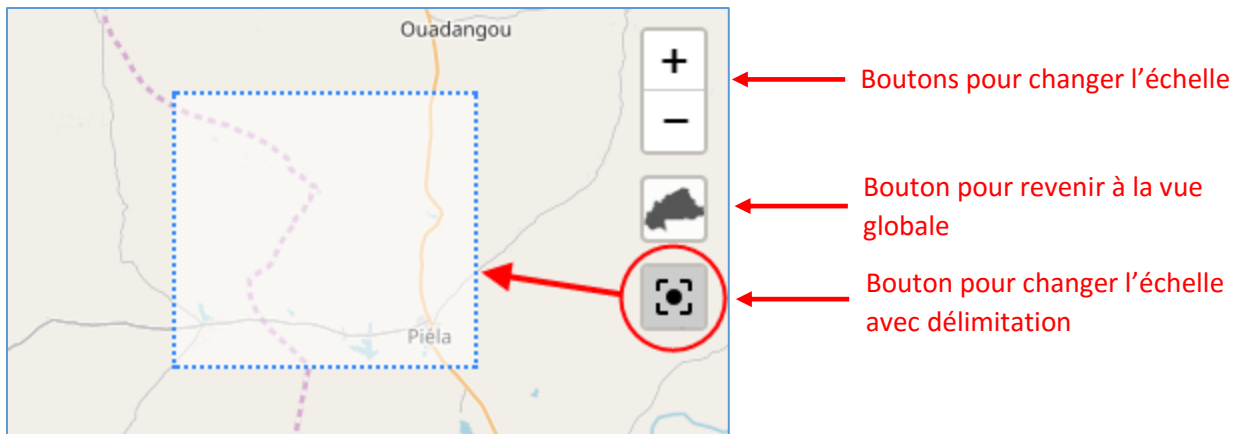 Ouadangou
+
−
Boutons pour changer l’échelle
Bouton pour revenir à la vue
globale
Bouton pour changer l’échelle
avec délimitation
Piéla